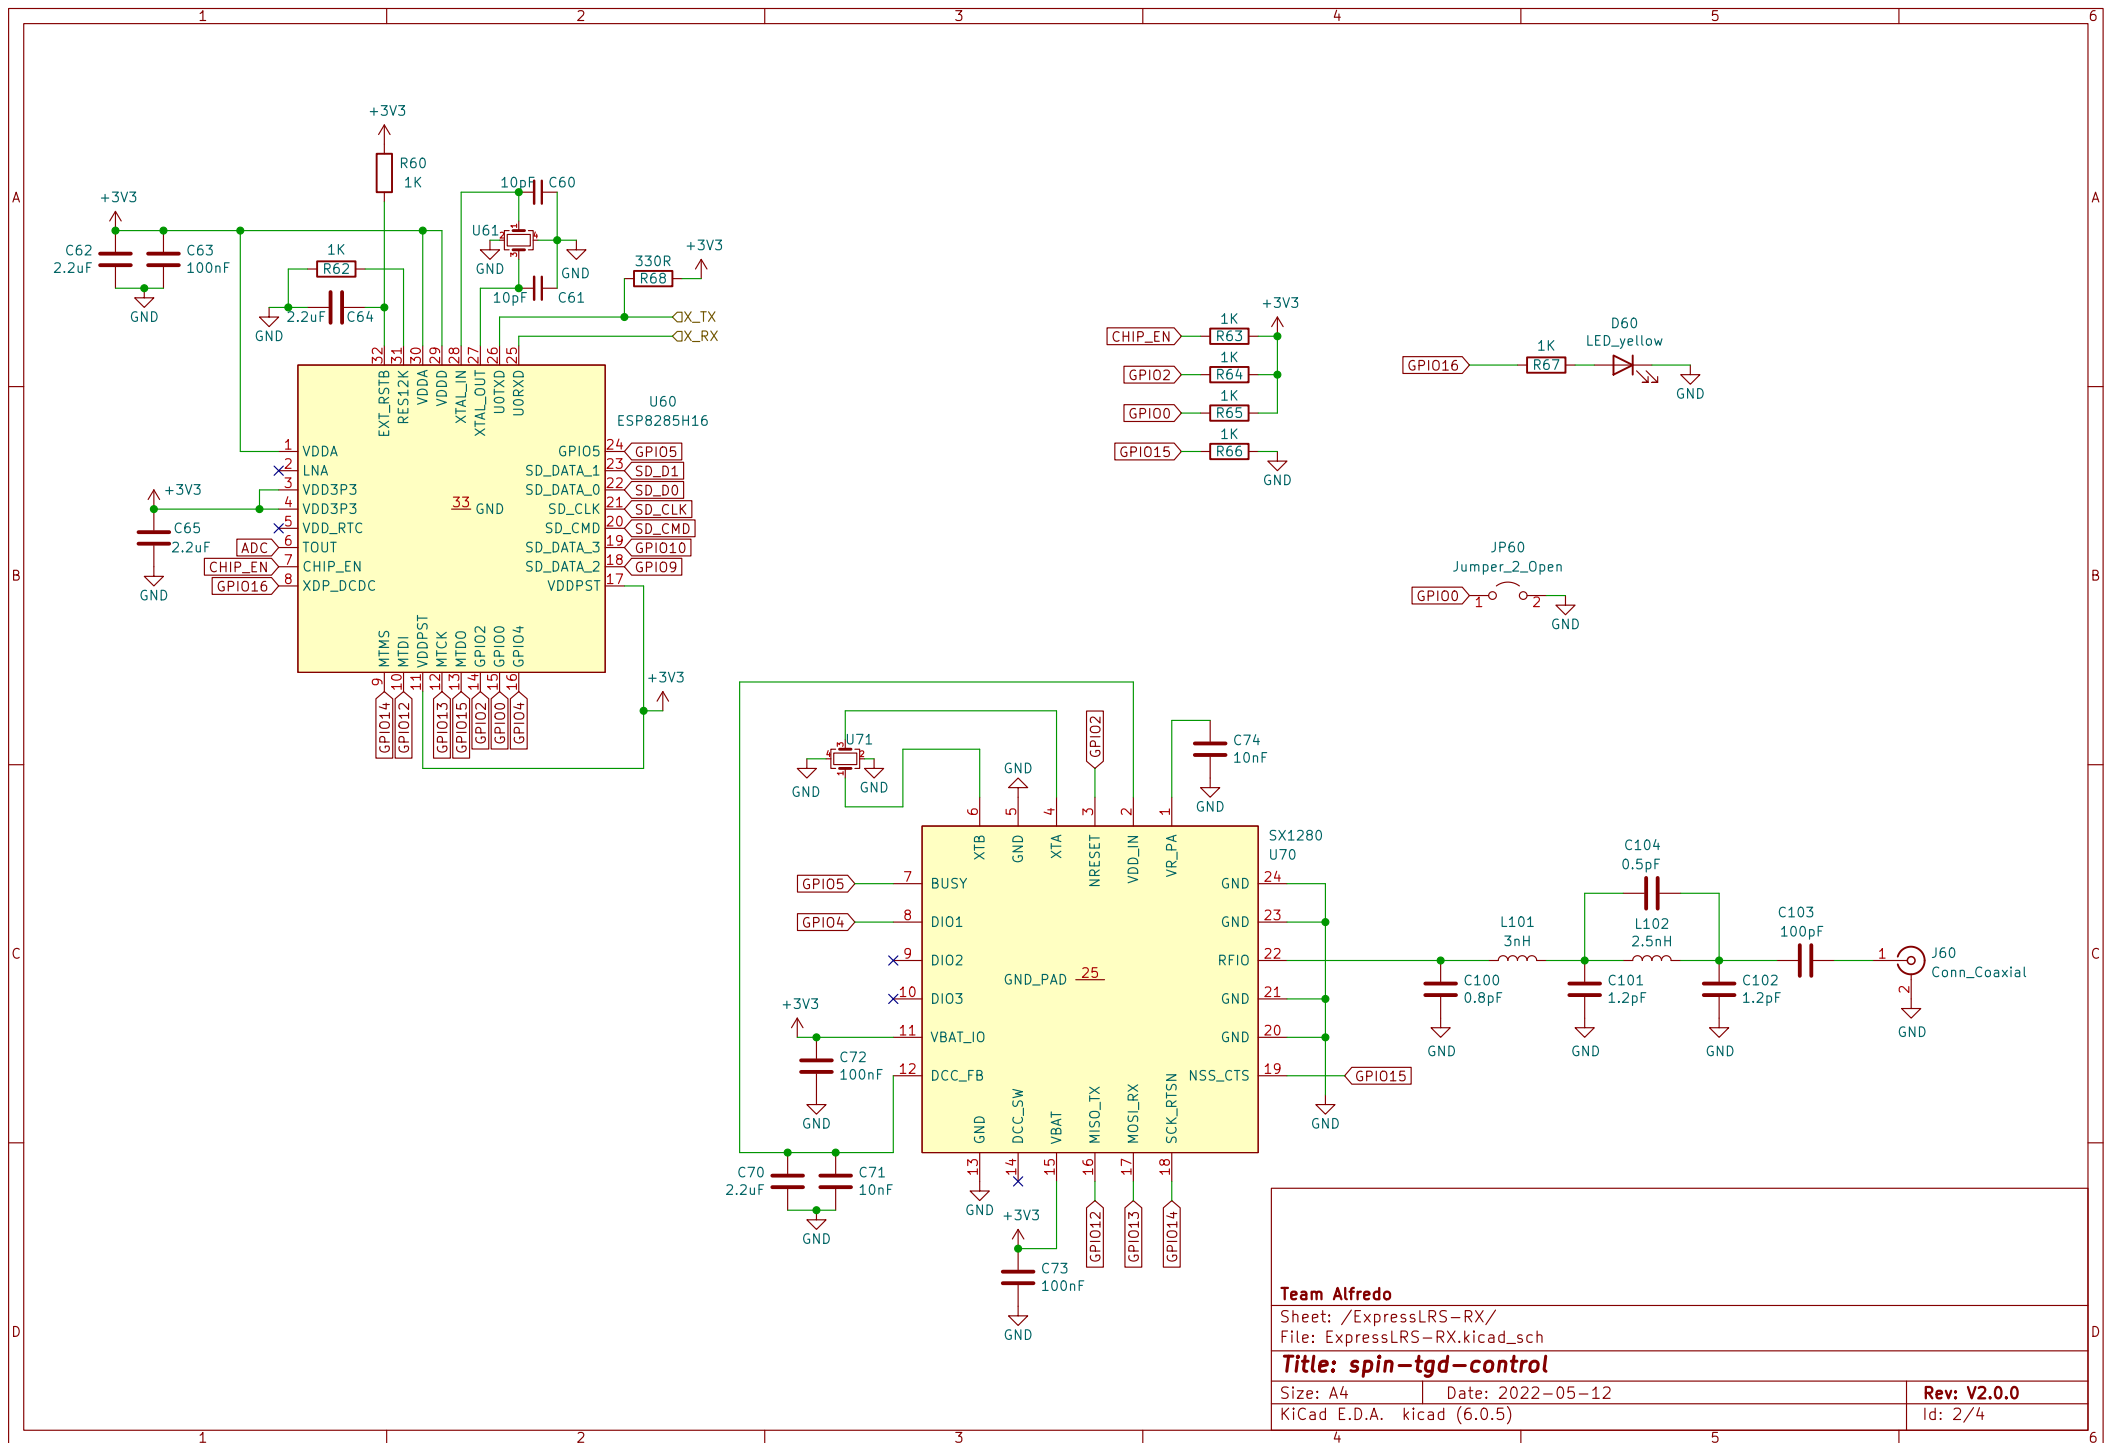 1 2 3 4 5 6
A
B
C
D
A
B
C
D
1 2 3 4 5 6
+3V3
R60
1K
+3V3
C62
2.2uF
C63
100nF
GND
1K
R62
2.2uF C64
GND
10pF C60
U61
1
2
3
4
GND
GND
10pF C61
330R
R68
+3V3
X_TX
X_RX
32 31 30 29 28 27 26 25
EXT_RSTB
RES12K
VDDA
VDDD
XTAL_IN
XTAL_OUT
U0TXD
U0RXD
U60
ESP8285H16
1 VDDA
2 LNA
3 VDD3P3
4 VDD3P3
5 VDD_RTC
ADC 6 TOUT
CHIP_EN 7 CHIP_EN
GPIO16 8 XDP_DCDC
+3V3
C65
2.2uF
GND
33 GND
GPIO5 24 GPIO5
SD_DATA_1 23 SD_D1
SD_DATA_0 22 SD_D0
SD_CLK 21 SD_CLK
SD_CMD 20 SD_CMD
SD_DATA_3 19 GPIO10
SD_DATA_2 18 GPIO9
VDDPST 17
MTMS
MTDI
VDDPST
MTCK
MTDO
GPIO2
GPIO0
GPIO4
9 10 11 12 13 14 15 16
GPIO14
GPIO12
GPIO13
GPIO15
GPIO2
GPIO0
GPIO4
+3V3
+3V3
CHIP_EN 1K R63
GPIO2 1K R64
GPIO0 1K R65
GPIO15 1K R66
GND
GPIO16
1K
R67
D60
LED_yellow
GND
JP60
Jumper_2_Open
GPIO0 1 2
GND
U71
3
4
2
1
GND
GND
GND
GPIO2
C74
10nF
GND
6 5 4 3 2 1
XTB
GND
XTA
NRESET
VDD_IN
VR_PA
SX1280
U70
GPIO5 7 BUSY
GPIO4 8 DIO1
9 DIO2
10 DIO3
11 VBAT_IO
12 DCC_FB
GND_PAD 25
+3V3
C72
100nF
GND
GND 24
GND 23
RFIO 22
GND 21
GND 20
NSS_CTS 19 GPIO15
GND
GND
DCC_SW
VBAT
MISO_TX
MOSI_RX
SCK_RTSN
13 14 15 16 17 18
C70
2.2uF
C71
10nF
GND
GND
+3V3
C73
100nF
GND
GPIO12
GPIO13
GPIO14
C100
0.8pF
GND
L101
3nH
C104
0.5pF
L102
2.5nH
C101
1.2pF
GND
C102
1.2pF
GND
C103
100pF
1
J60
Conn_Coaxial
2
GND
Team Alfredo
Sheet: /ExpressLRS-RX/
File: ExpressLRS-RX.kicad_sch
Title: spin-tgd-control
Size: A4 Date: 2022-05-12 Rev: V2.0.0
KiCad E.D.A. kicad (6.0.5) Id: 2/4